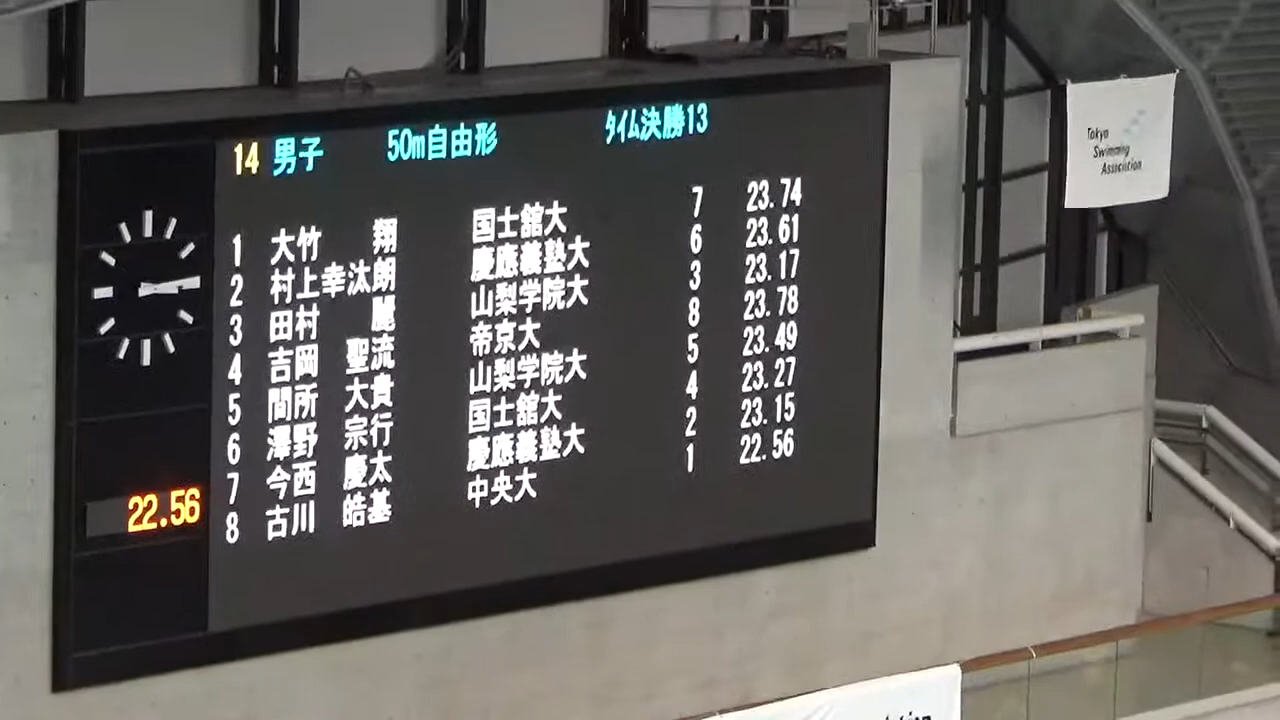 14 男子 50m自由形 ﾀｲﾑ決勝13
1 大竹 翔 国士舘大 7 23.74
2 村上幸汰朗 慶應義塾大 6 23.61
3 田村 麗 山梨学院大 3 23.17
4 吉岡 聖流 帝京大 8 23.78
5 間所 大貴 山梨学院大 5 23.49
6 澤野 宗行 国士舘大 4 23.27
7 今西 慶太 慶應義塾大 2 23.15
8 古川 皓基 中央大 1 22.56
22.56
Tokyo
Swimming
Association